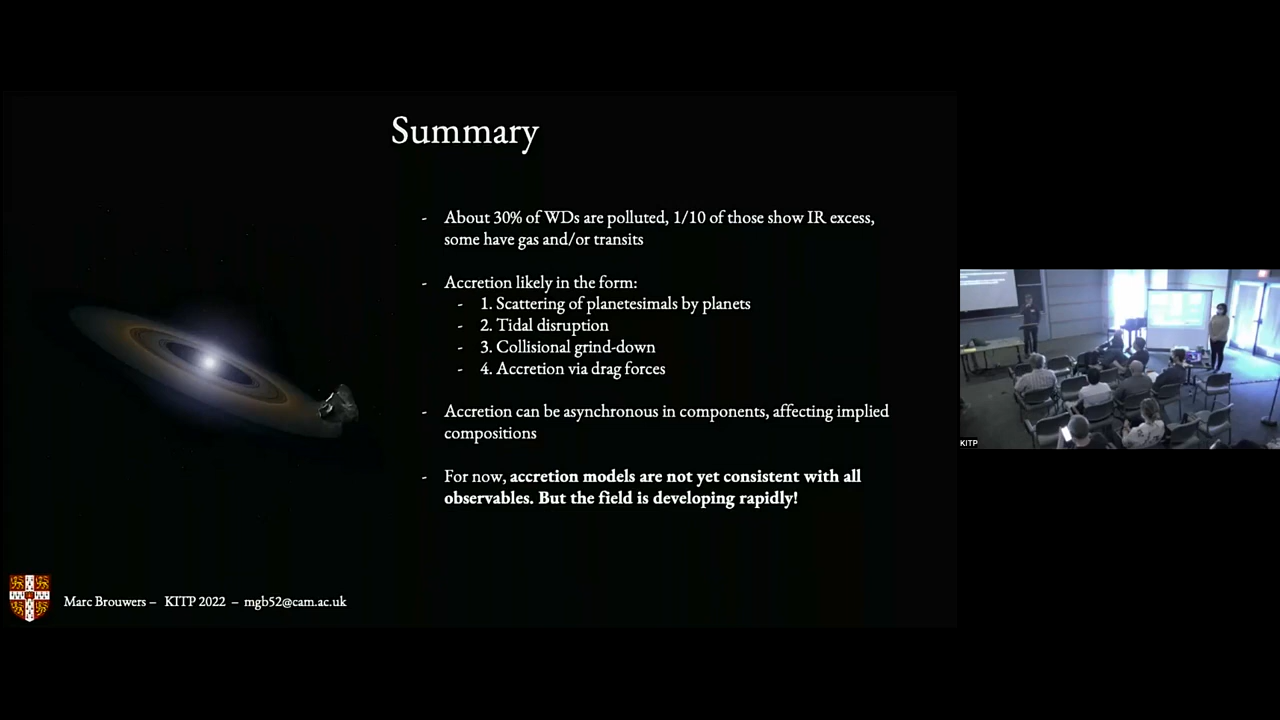 Summary
- About 30% of WDs are polluted, 1/10 of those show IR excess,
some have gas and/or transits
- Accretion likely in the form:
- 1. Scattering of planetesimals by planets
- 2. Tidal disruption
- 3. Collisional grind-down
- 4. Accretion via drag forces
- Accretion can be asynchronous in components, affecting implied
compositions
- For now, accretion models are not yet consistent with all
observables. But the field is developing rapidly!
Marc Brouwers – KITP 2022 – mgb52@cam.ac.uk
KITP